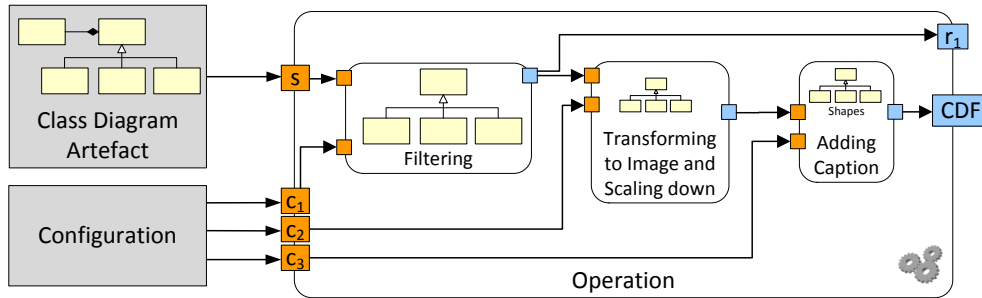 Class Diagram
Artefact
Configuration
s
c1
c2
c3
Filtering
Transforming
to Image and
Scaling down
Shapes
Adding
Caption
r1
CDF
Operation